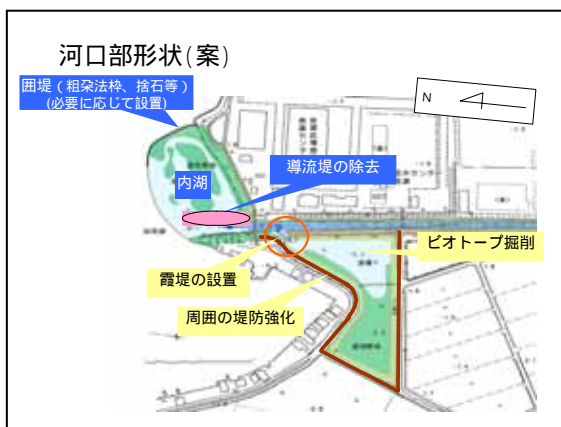 河口部形状(案)
囲堤(粗朶法枠、捨石等)
(必要に応じて設置)
N
内湖
導流堤の除去
ビオトープ掘削
霞堤の設置
周囲の堤防強化